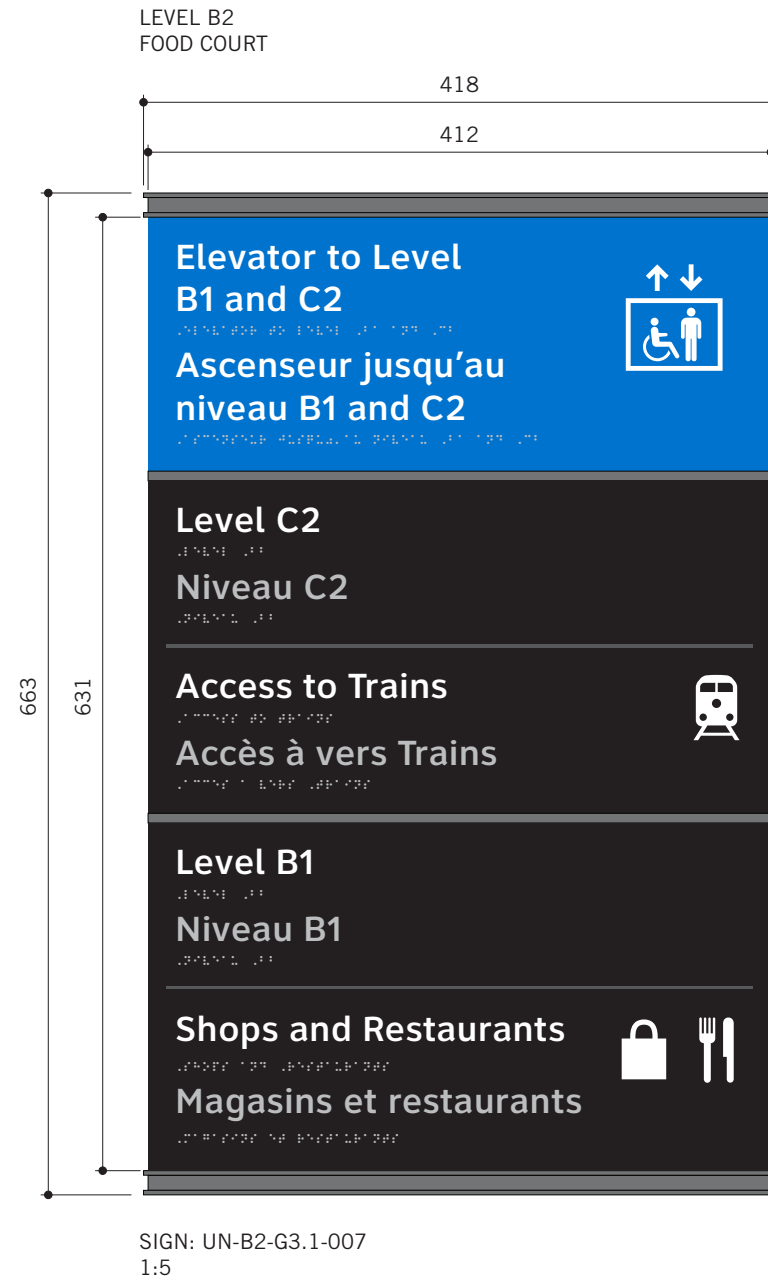 LEVEL B2
FOOD COURT
418
412
Elevator to Level
B1 and C2
Ascenseur jusqu’au
niveau B1 and C2
Level C2
Niveau C2
Access to Trains
Accès à vers Trains
663
631
Level B1
Niveau B1
Shops and Restaurants
Magasins et restaurants
SIGN: UN-B2-G3.1-007
1:5